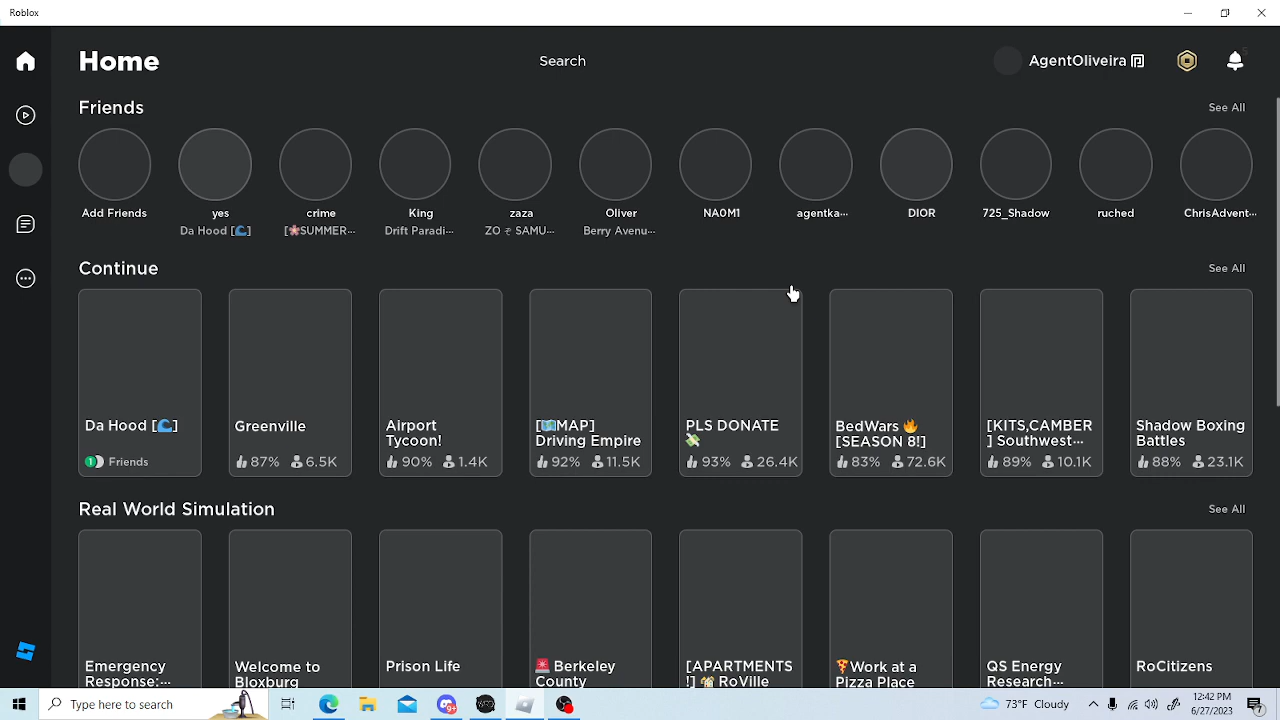 Roblox
Home
Search
AgentOliveira
5
Friends
See All
Add Friends
yes
crime
King
zaza
Oliver
NA0M1
agentka...
DIOR
725_Shadow
ruched
ChrisAdvent...
Da Hood [🌊]
[🌸SUMMER...
Drift Paradi...
ZO ぞ SAMU...
Berry Avenu...
Continue
See All
Da Hood [🌊]
1 Friends
Greenville
87% 6.5K
Airport
Tycoon!
90% 1.4K
[🗺️MAP]
Driving Empire
92% 11.5K
PLS DONATE
💸
93% 26.4K
BedWars 🔥
[SEASON 8!]
83% 72.6K
[KITS,CAMBER
] Southwest...
89% 10.1K
Shadow Boxing
Battles
88% 23.1K
Real World Simulation
See All
Emergency
Response:...
Welcome to
Bloxburg
Prison Life
🚨 Berkeley
County
[APARTMENTS
!] 🏘️ RoVille
🍕Work at a
Pizza Place
QS Energy
Research...
RoCitizens
Type here to search
73°F Cloudy
12:42 PM
6/27/2023
7